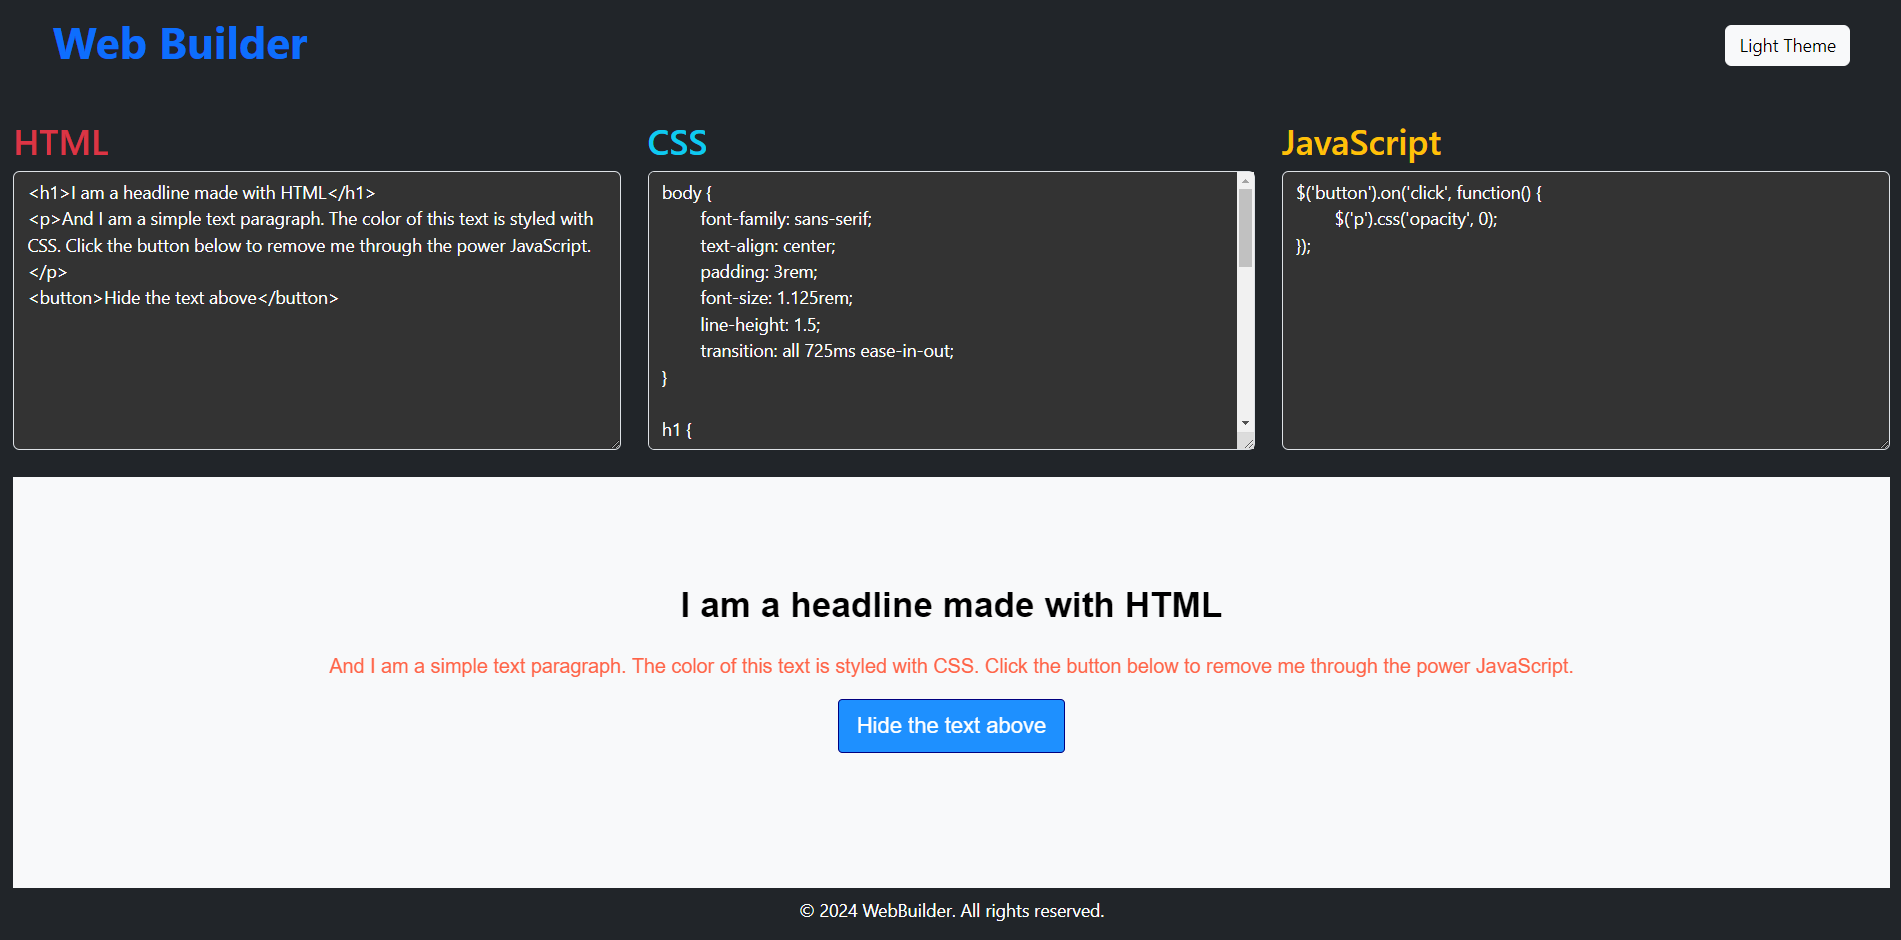 Web Builder
Light Theme
HTML
<h1>I am a headline made with HTML</h1>
<p>And I am a simple text paragraph. The color of this text is styled with
CSS. Click the button below to remove me through the power JavaScript.
</p>
<button>Hide the text above</button>
CSS
body {
font-family: sans-serif;
text-align: center;
padding: 3rem;
font-size: 1.125rem;
line-height: 1.5;
transition: all 725ms ease-in-out;
}
h1 {
JavaScript
$('button').on('click', function() {
$('p').css('opacity', 0);
});
I am a headline made with HTML
And I am a simple text paragraph. The color of this text is styled with CSS. Click the button below to remove me through the power JavaScript.
Hide the text above
© 2024 WebBuilder. All rights reserved.